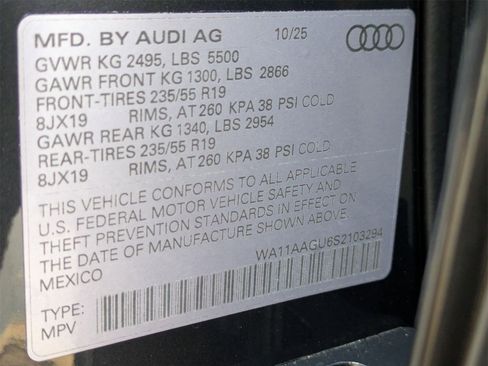 MFD. BY AUDI AG 10/25
GVWR KG 2495, LBS 5500
GAWR FRONT KG 1300, LBS 2866
FRONT-TIRES 235/55 R19
8JX19 RIMS, AT 260 KPA 38 PSI COLD
GAWR REAR KG 1340, LBS 2954
REAR-TIRES 235/55 R19
8JX19 RIMS, AT 260 KPA 38 PSI COLD
THIS VEHICLE CONFORMS TO ALL APPLICABLE
U.S. FEDERAL MOTOR VEHICLE SAFETY AND
THEFT PREVENTION STANDARDS IN EFFECT ON
THE DATE OF MANUFACTURE SHOWN ABOVE.
MEXICO
WA11AAGU6S2103294
TYPE:
MPV